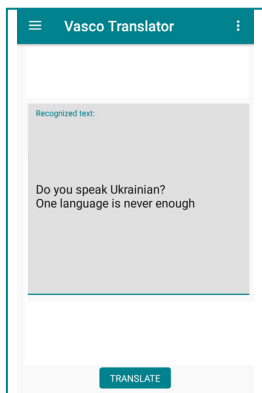 Vasco Translator
Recognized text:
Do you speak Ukrainian?
One language is never enough
TRANSLATE